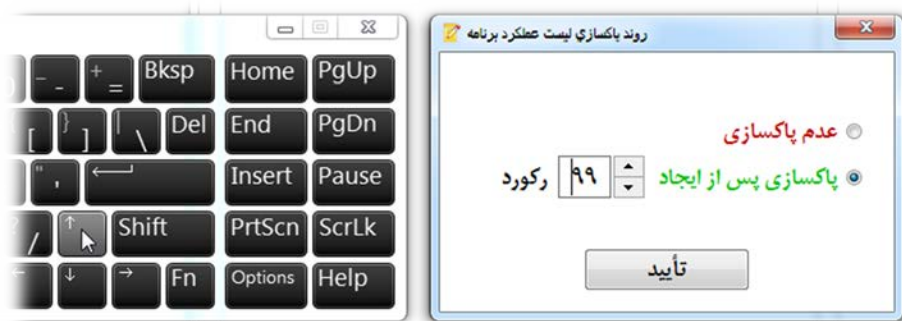 _ - + = Bksp Home PgUp
[ } ] | \ Del End PgDn
" ' Insert Pause
? / ↑ Shift PrtScn ScrLk
← ↓ → Fn Options Help
روند پاکسازي ليست عملکرد برنامه
عدم پاکسازی
پاکسازی پس از ایجاد ۹۹ رکورد
تأیید